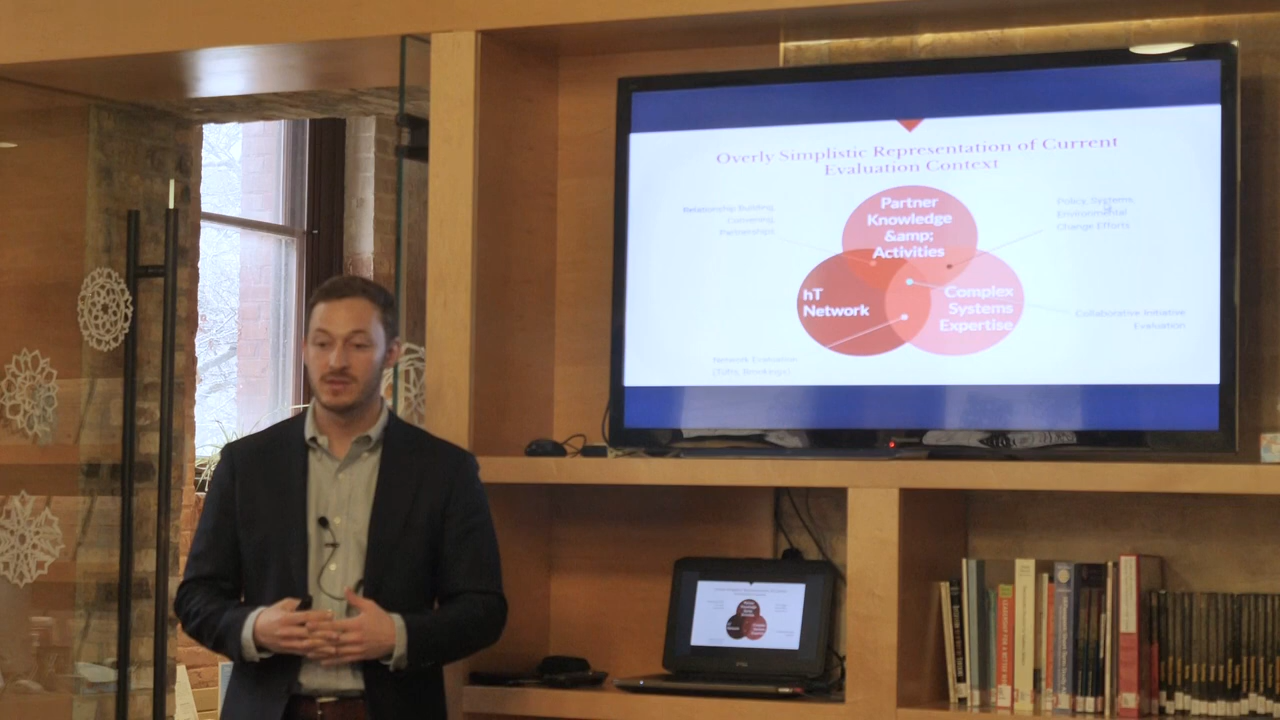 Overly Simplistic Representation of Current
Evaluation Context
Relationship Building,
Convening,
Partnerships
Partner
Knowledge
&amp;
Activities
Policy, Systems,
Environmental
Change Efforts
hT
Network
Complex
Systems
Expertise
Collaborative Initiative
Evaluation
Network Evaluation